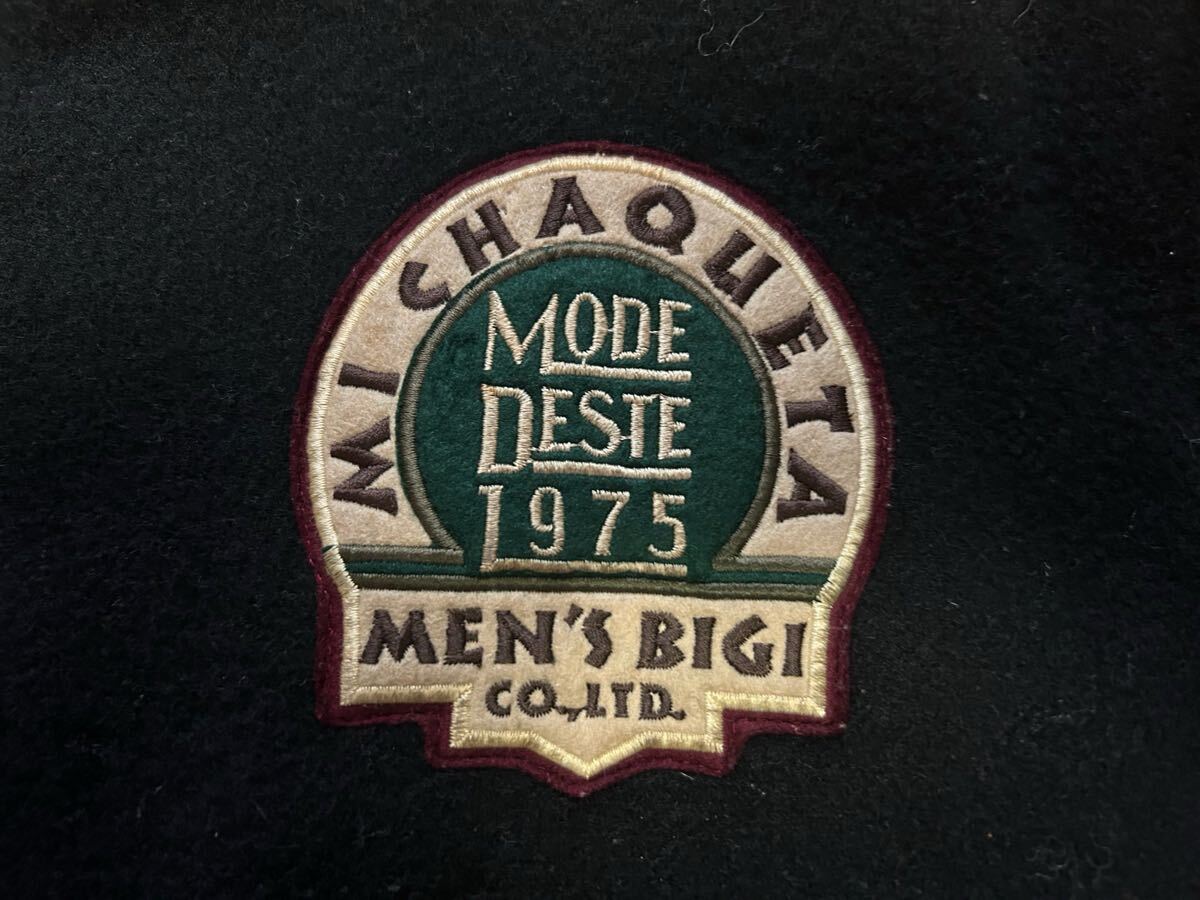 MI CHAQUETA
MODE
DESTE
1975
MEN'S BIGI
CO.,LTD.